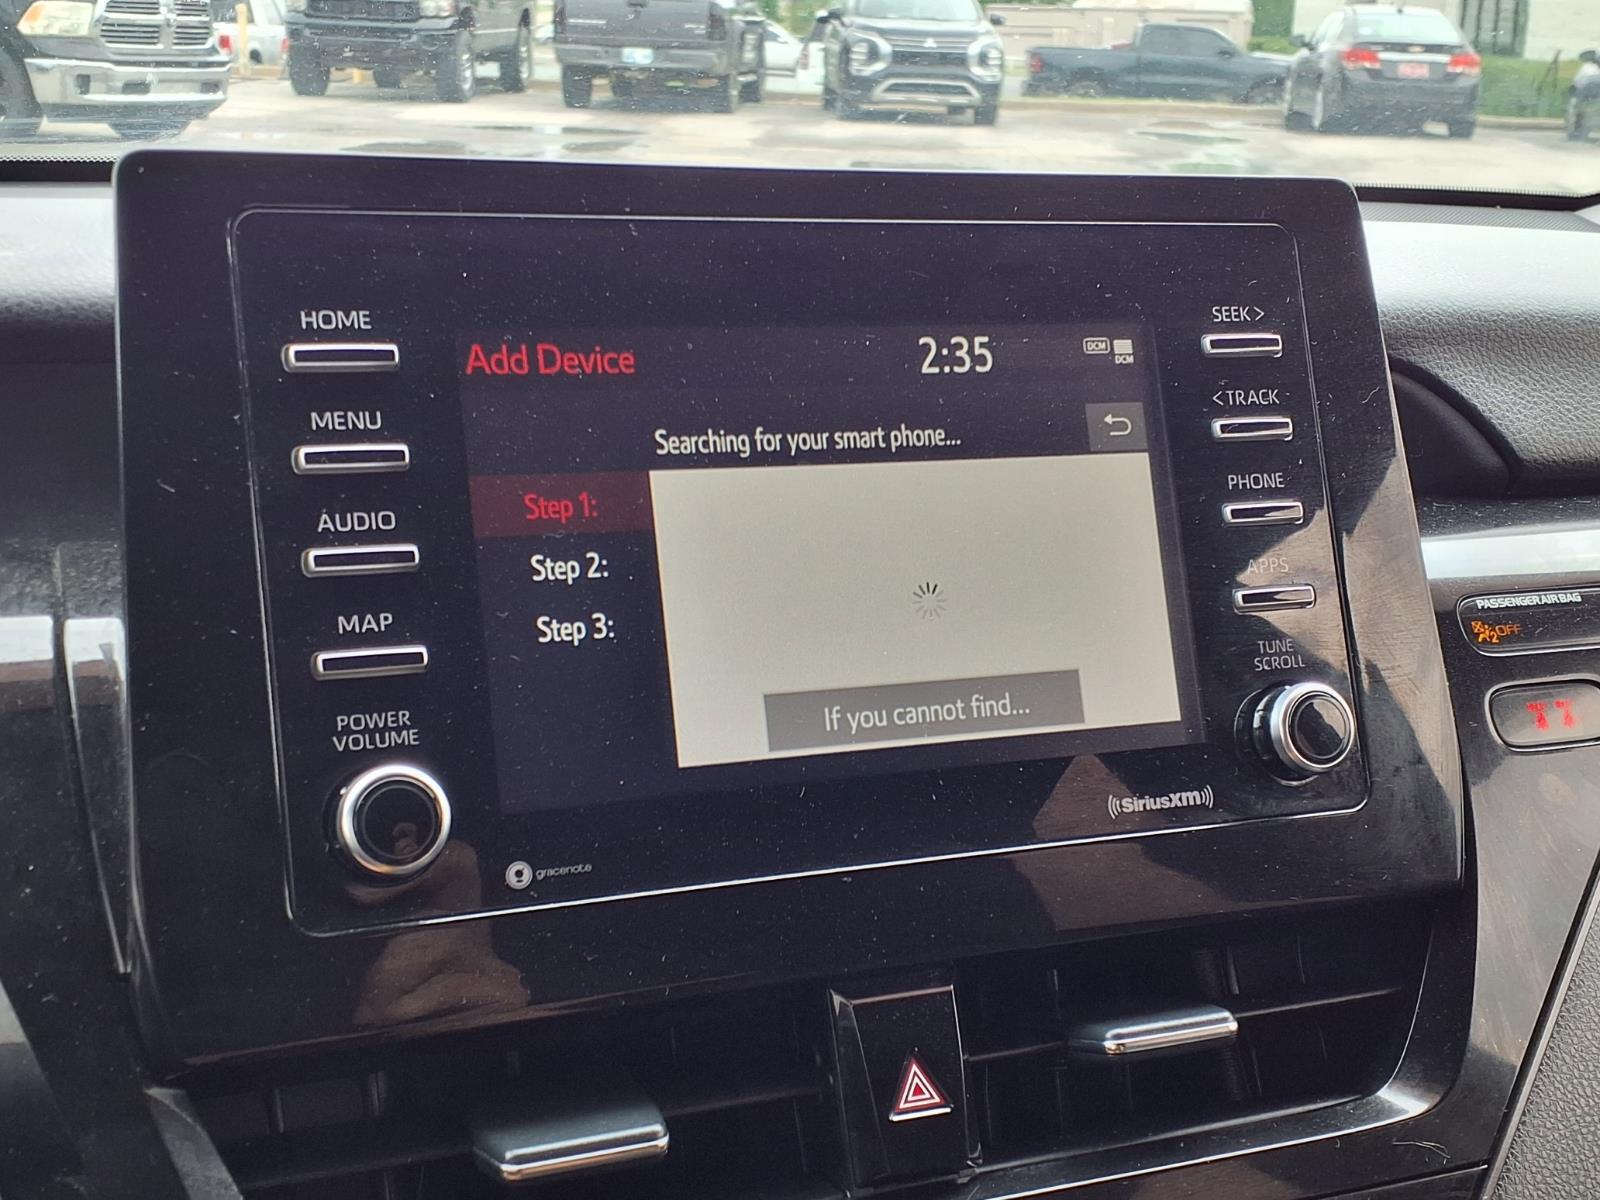 HOME
MENU
AUDIO
MAP
POWER
VOLUME
Add Device
2:35
DCM
DCM
Searching for your smart phone...
Step 1:
Step 2:
Step 3:
If you cannot find...
SEEK >
< TRACK
PHONE
APPS
TUNE
SCROLL
SiriusXM
gracenote
PASSENGER AIR BAG
2 OFF